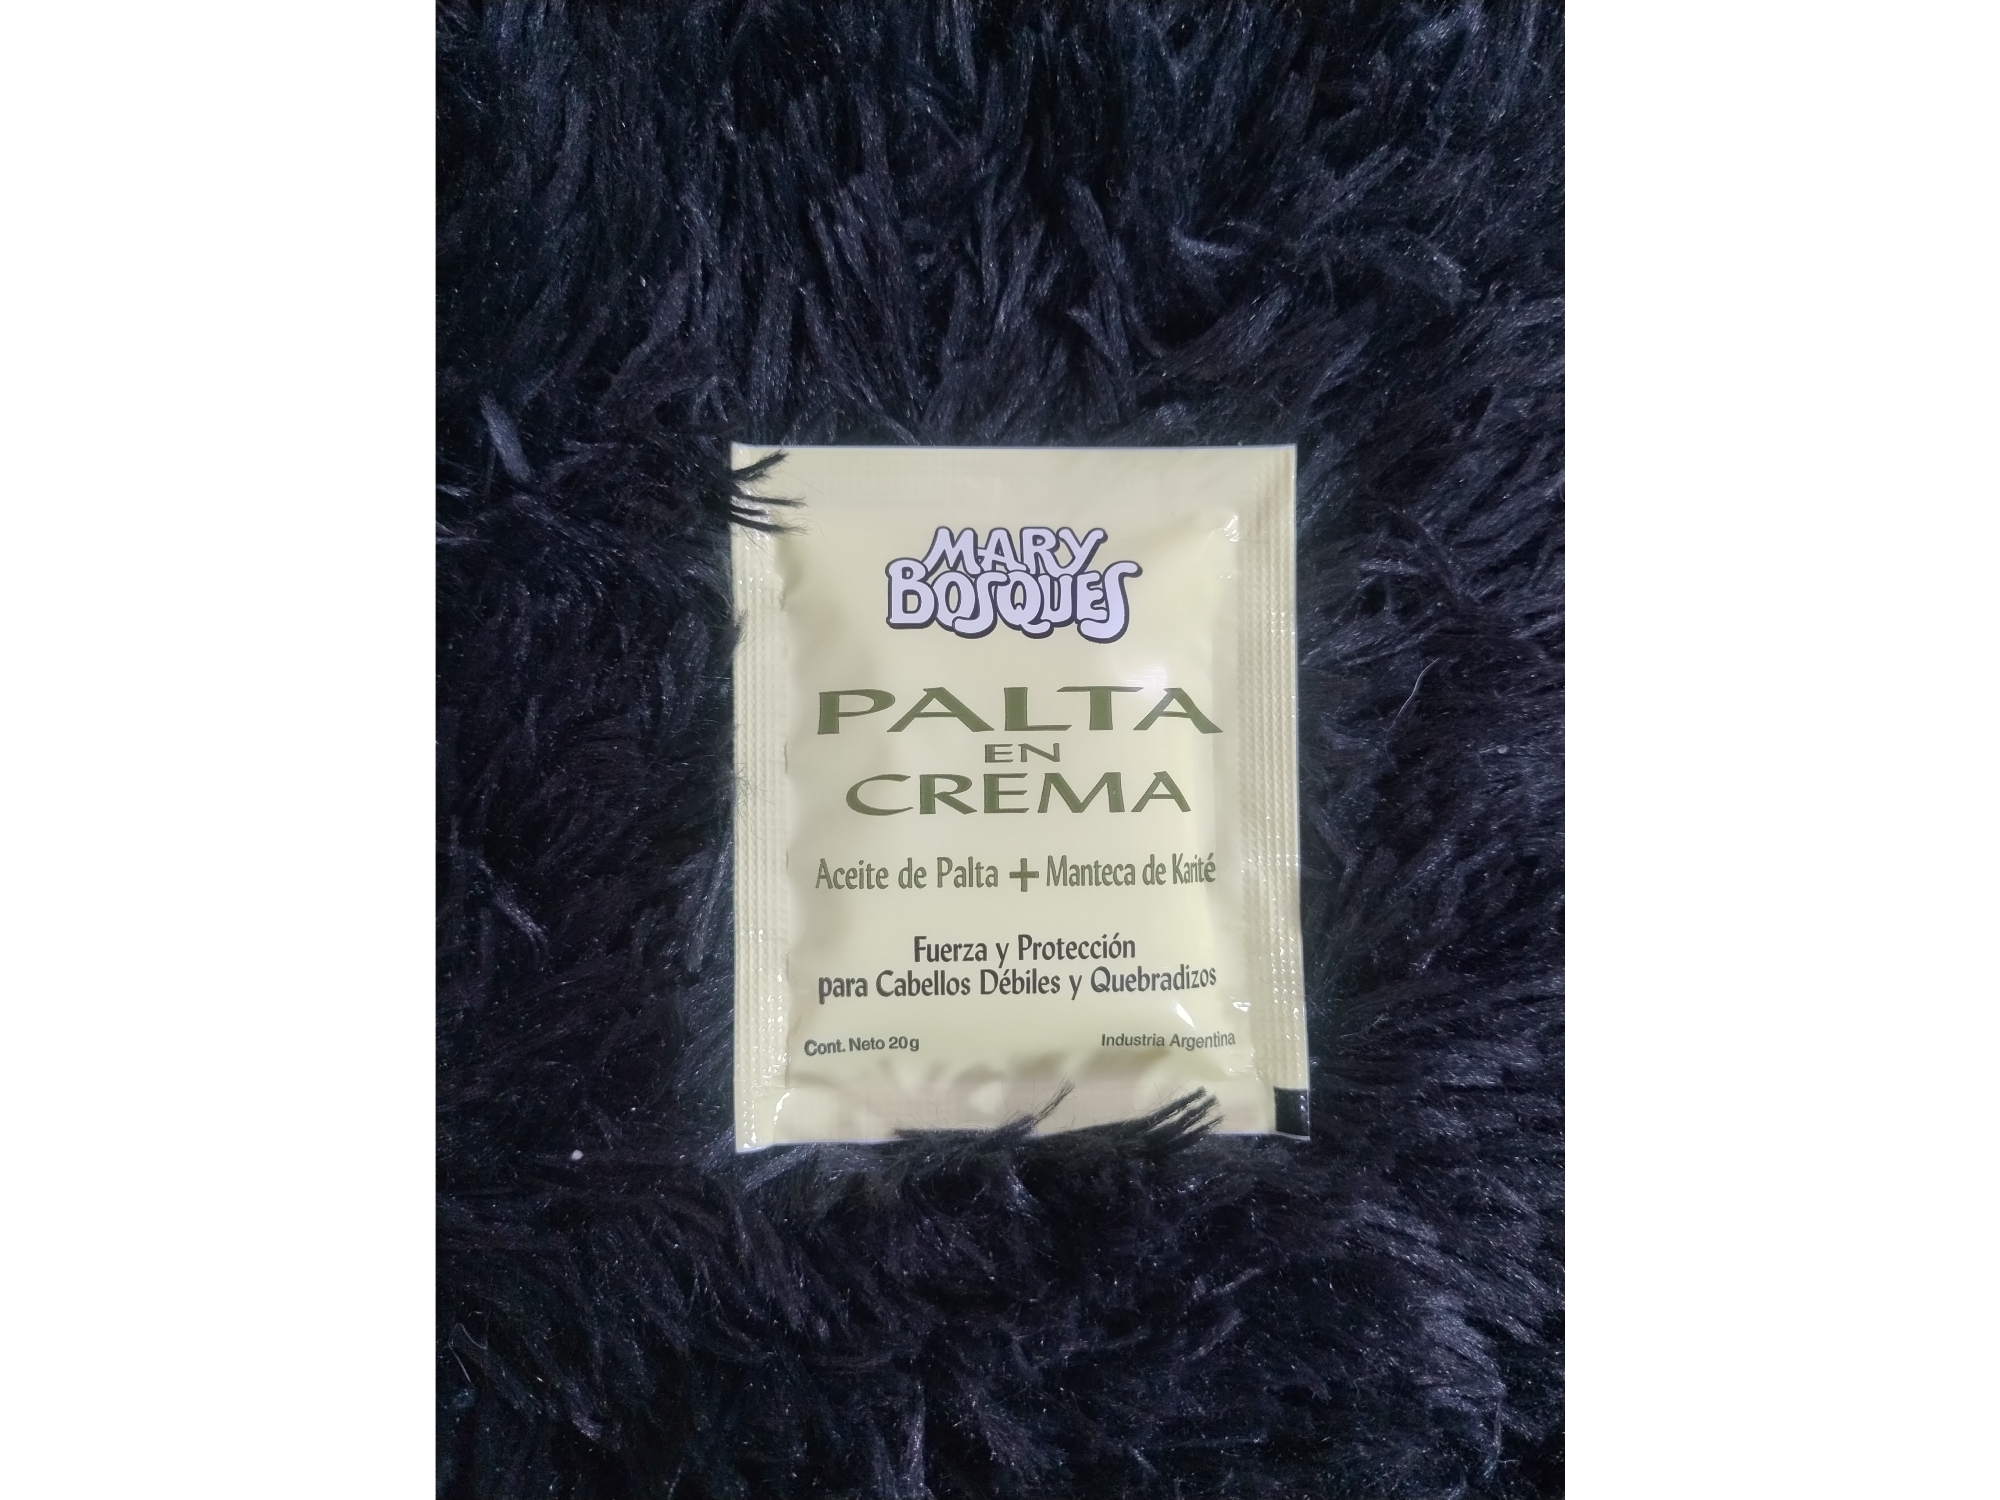 MARY
BOSQUES
PALTA
EN
CREMA
Aceite de Palta + Manteca de Karité
Fuerza y Protección
para Cabellos Débiles y Quebradizos
Cont. Neto 20g Industria Argentina